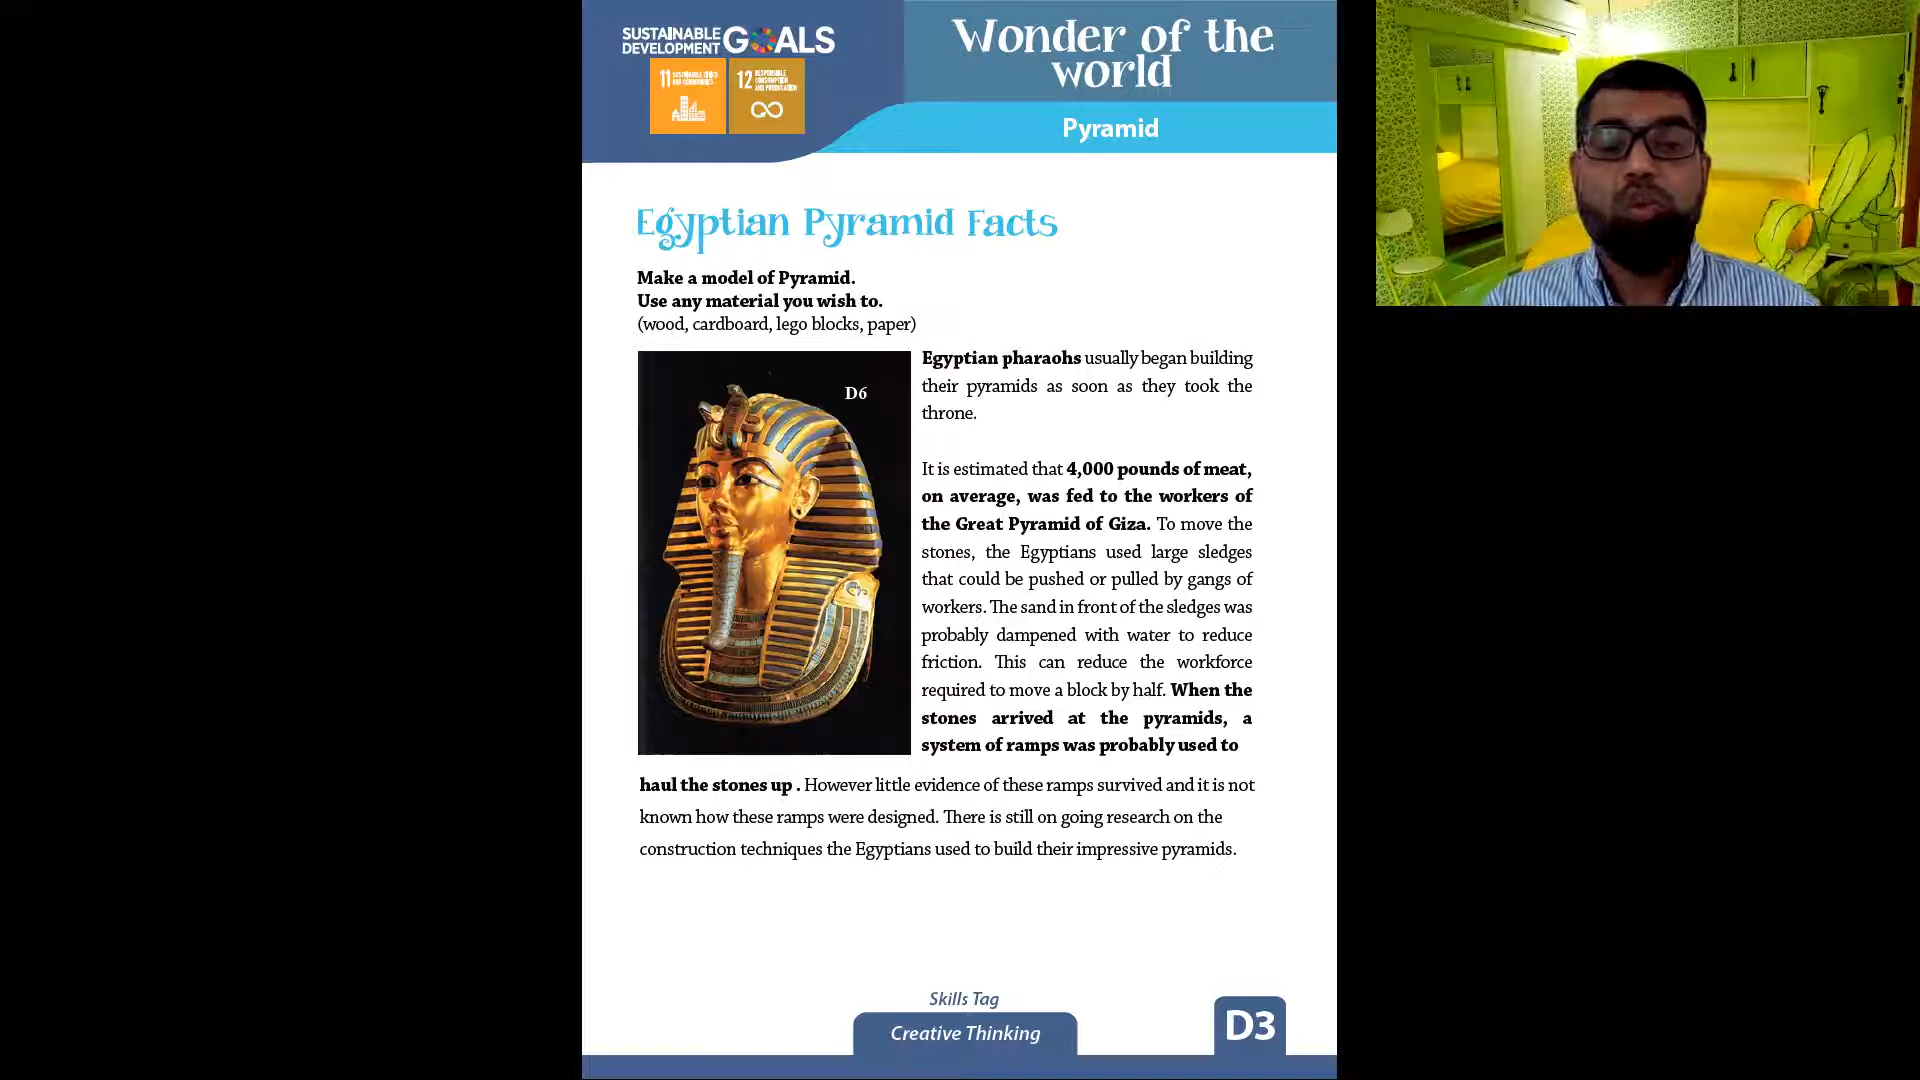 SUSTAINABLE
DEVELOPMENT GOALS
11 SUSTAINABLE CITIES
AND COMMUNITIES
12 RESPONSIBLE
CONSUMPTION
AND PRODUCATION
Wonder of the
world
Pyramid
Egyptian Pyramid Facts
Make a model of Pyramid.
Use any material you wish to.
(wood, cardboard, lego blocks, paper)
D6
Egyptian pharaohs usually began building
their pyramids as soon as they took the
throne.
It is estimated that 4,000 pounds of meat,
on average, was fed to the workers of
the Great Pyramid of Giza. To move the
stones, the Egyptians used large sledges
that could be pushed or pulled by gangs of
workers. The sand in front of the sledges was
probably dampened with water to reduce
friction. This can reduce the workforce
required to move a block by half. When the
stones arrived at the pyramids, a
system of ramps was probably used to
haul the stones up . However little evidence of these ramps survived and it is not
known how these ramps were designed. There is still on going research on the
construction techniques the Egyptians used to build their impressive pyramids.
Skills Tag
Creative Thinking
D3